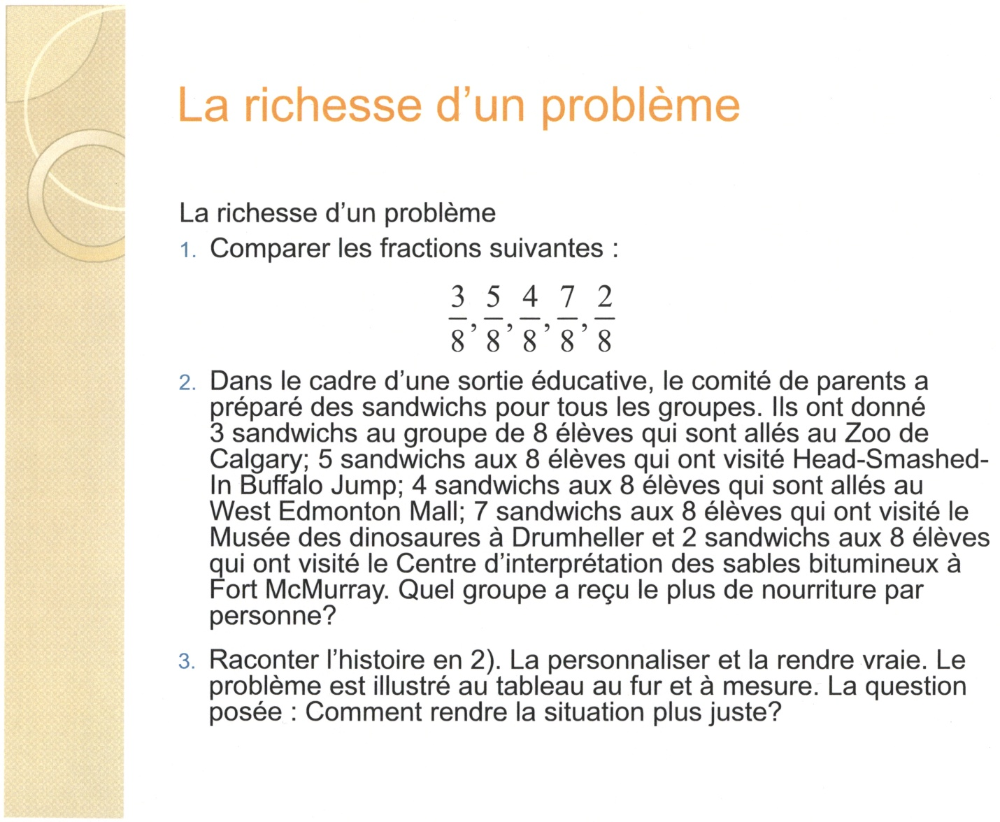 La richesse d'un problème
La richesse d'un problème
1. Comparer les fractions suivantes :
3/8, 5/8, 4/8, 7/8, 2/8
2. Dans le cadre d'une sortie éducative, le comité de parents a
préparé des sandwichs pour tous les groupes. Ils ont donné
3 sandwichs au groupe de 8 élèves qui sont allés au Zoo de
Calgary; 5 sandwichs aux 8 élèves qui ont visité Head-Smashed-
In Buffalo Jump; 4 sandwichs aux 8 élèves qui sont allés au
West Edmonton Mall; 7 sandwichs aux 8 élèves qui ont visité le
Musée des dinosaures à Drumheller et 2 sandwichs aux 8 élèves
qui ont visité le Centre d'interprétation des sables bitumineux à
Fort McMurray. Quel groupe a reçu le plus de nourriture par
personne?
3. Raconter l'histoire en 2). La personnaliser et la rendre vraie. Le
problème est illustré au tableau au fur et à mesure. La question
posée : Comment rendre la situation plus juste?